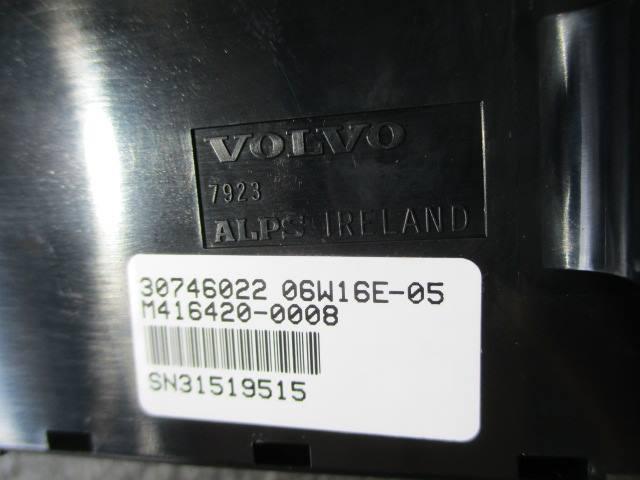 VOLVO
7923
ALPS IRELAND
30746022 06W16E-05
M416420-0008
SN31519515